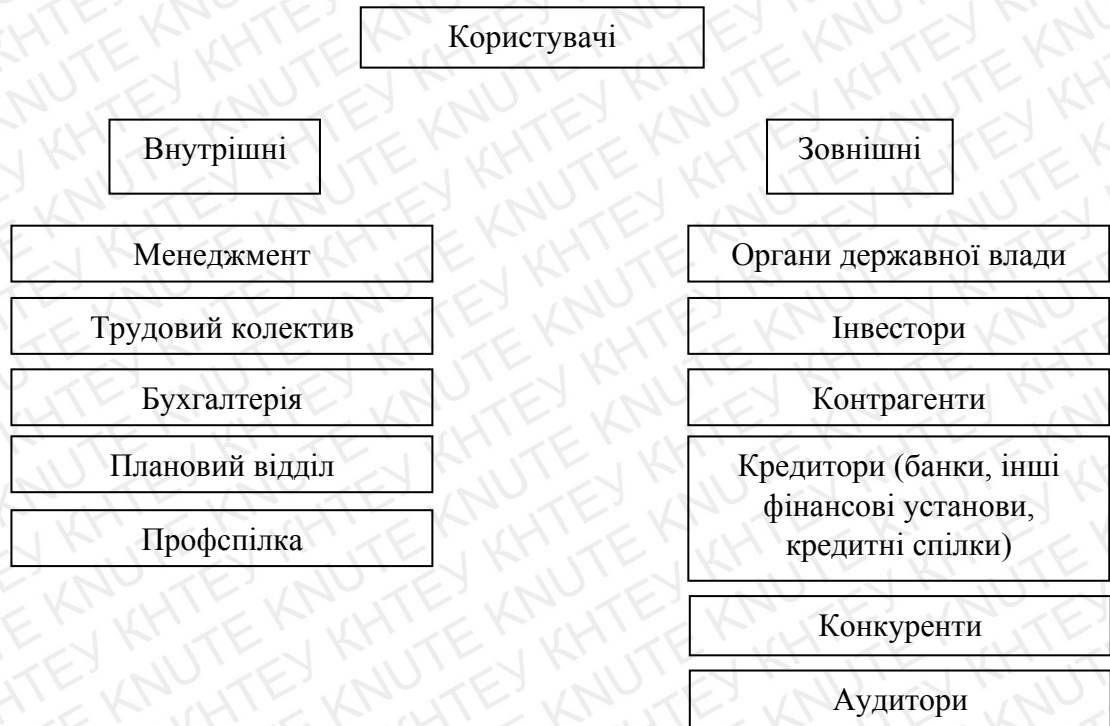 Користувачі
Внутрішні
Менеджмент
Трудовий колектив
Бухгалтерія
Плановий відділ
Профспілка
Зовнішні
Органи державної влади
Інвестори
Контрагенти
Кредитори (банки, інші
фінансові установи,
кредитні спілки)
Конкуренти
Аудитори